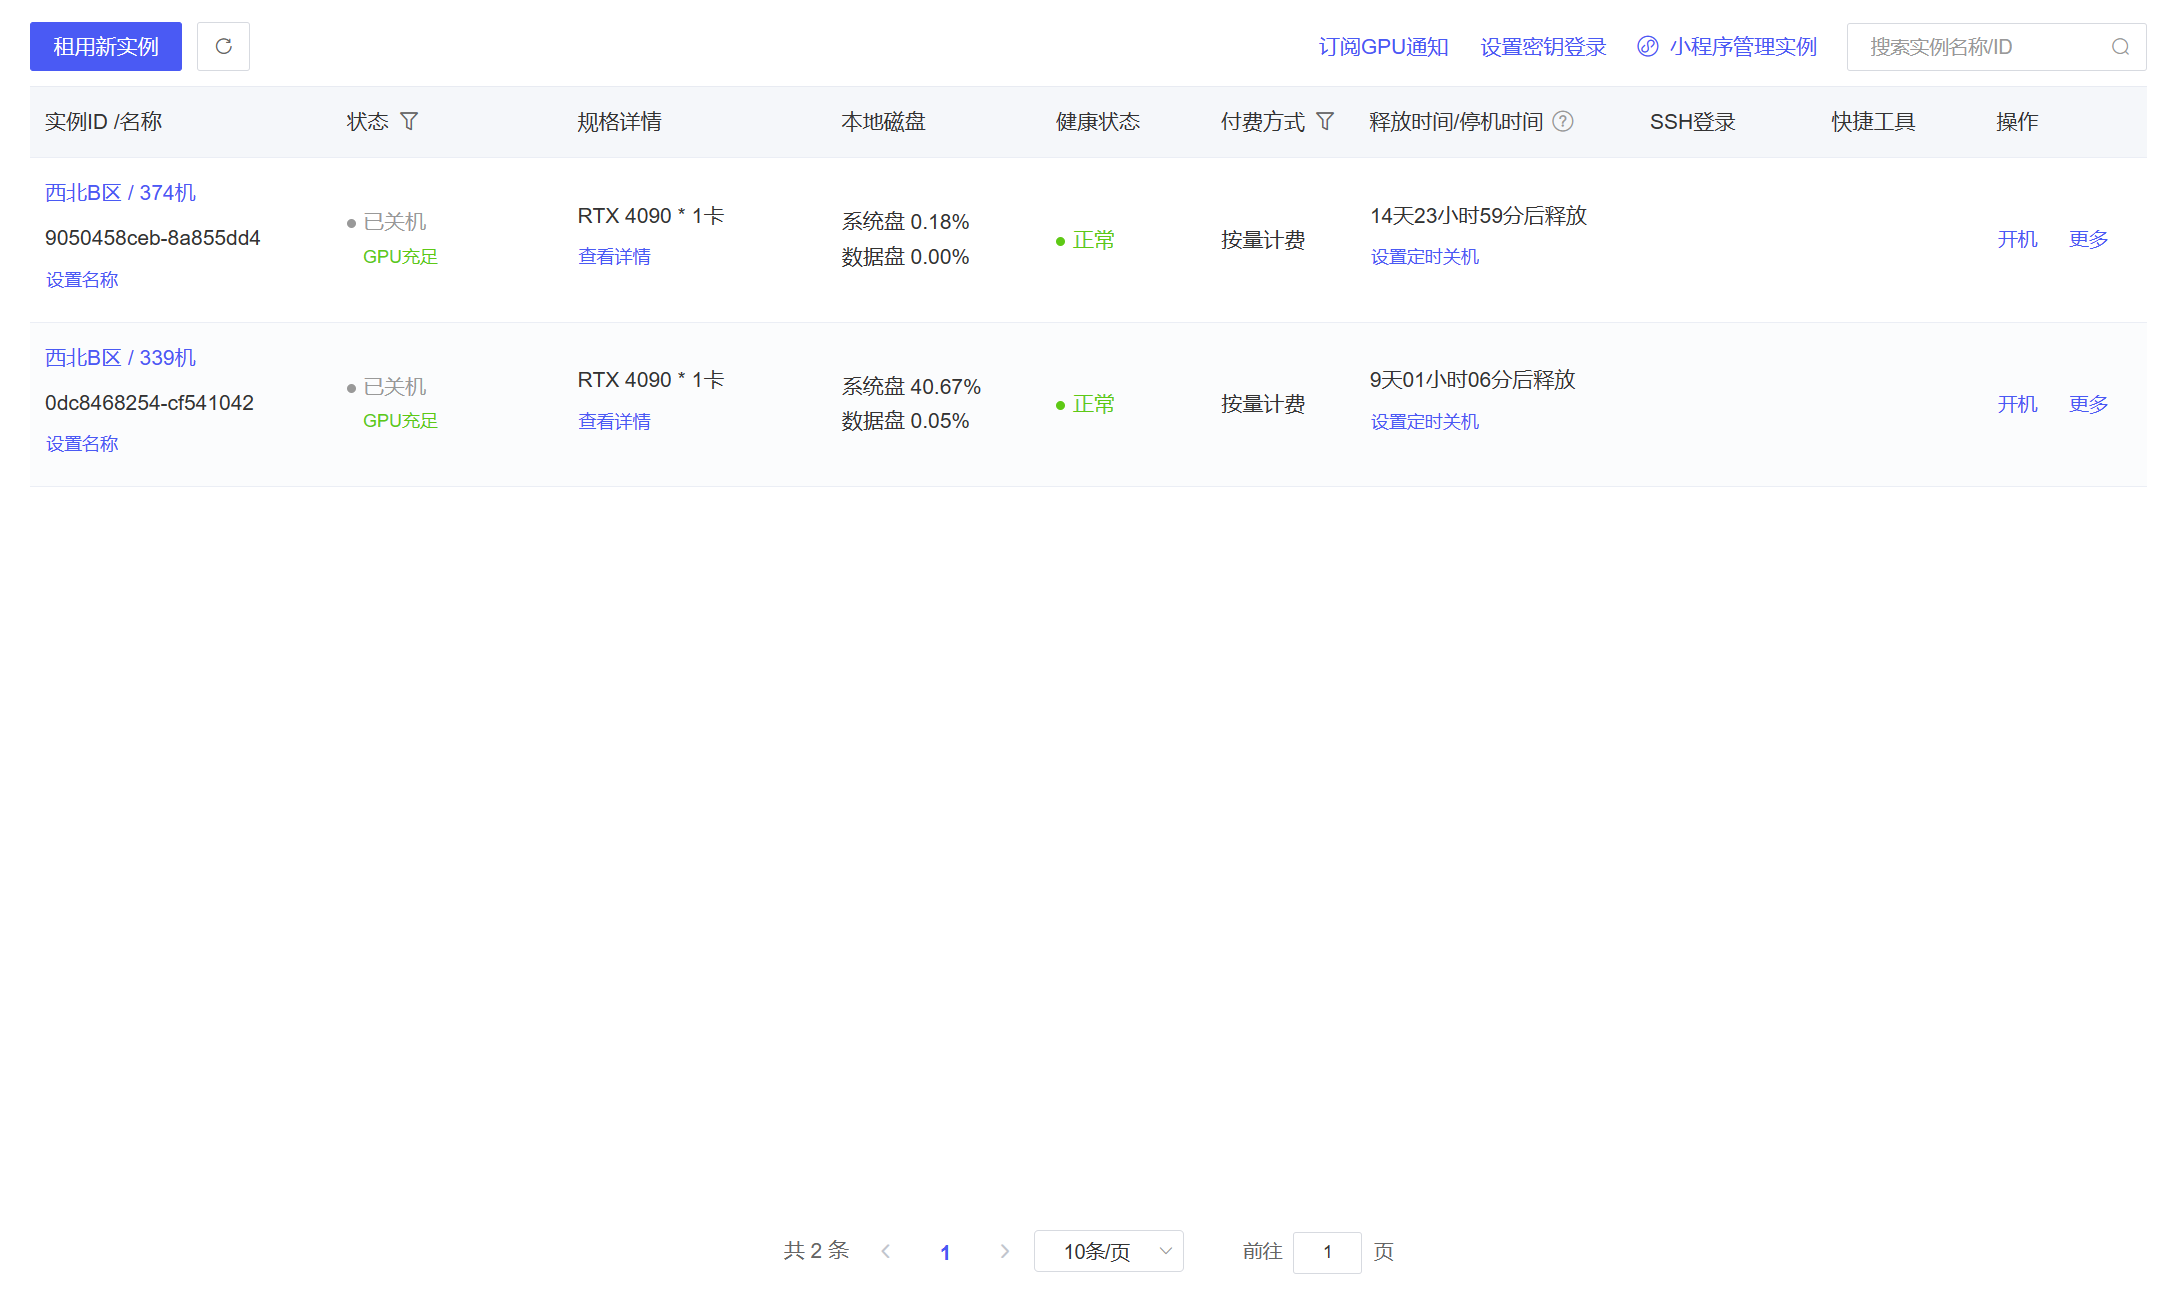 租用新实例
订阅GPU通知 设置密钥登录 小程序管理实例 搜索实例名称/ID
实例ID /名称 状态 规格详情 本地磁盘 健康状态 付费方式 释放时间/停机时间 SSH登录 快捷工具 操作
西北B区 / 374机
9050458ceb-8a855dd4
设置名称
已关机
GPU充足
RTX 4090 * 1卡
查看详情
系统盘 0.18%
数据盘 0.00%
正常
按量计费
14天23小时59分后释放
设置定时关机
开机 更多
西北B区 / 339机
0dc8468254-cf541042
设置名称
已关机
GPU充足
RTX 4090 * 1卡
查看详情
系统盘 40.67%
数据盘 0.05%
正常
按量计费
9天01小时06分后释放
设置定时关机
开机 更多
共 2 条 1 10条/页 前往 1 页